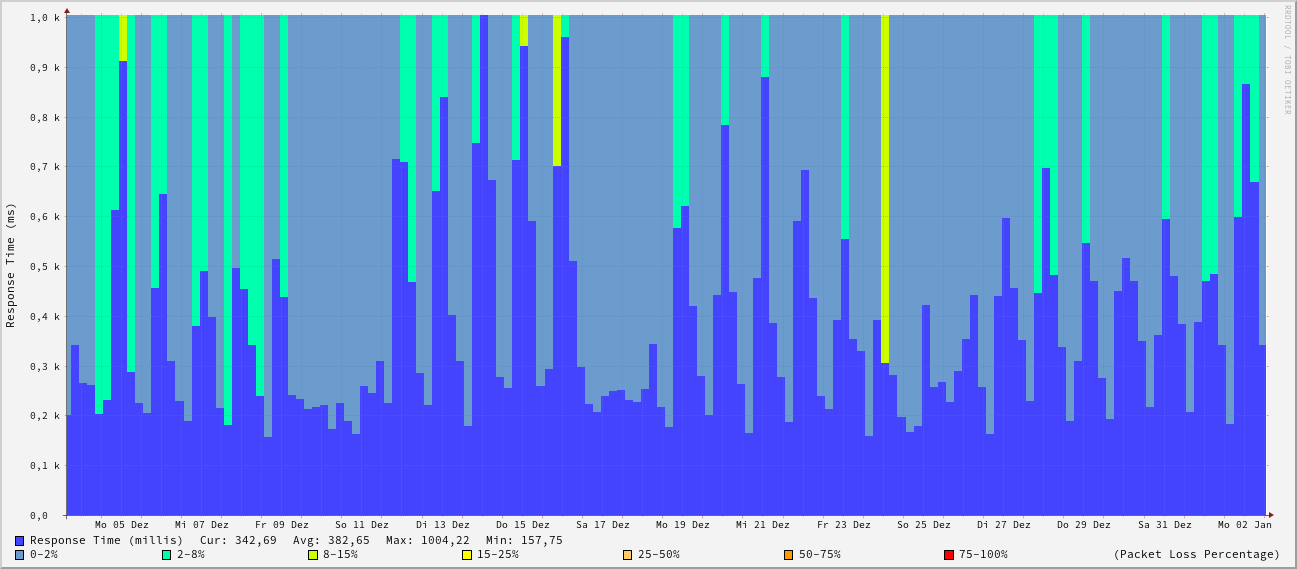 RRDTOOL / TOBI OETIKER
Response Time (ms)
1,0 k
0,9 k
0,8 k
0,7 k
0,6 k
0,5 k
0,4 k
0,3 k
0,2 k
0,1 k
0,0
Mo 05 Dez Mi 07 Dez Fr 09 Dez So 11 Dez Di 13 Dez Do 15 Dez Sa 17 Dez Mo 19 Dez Mi 21 Dez Fr 23 Dez So 25 Dez Di 27 Dez Do 29 Dez Sa 31 Dez Mo 02 Jan
Response Time (millis) Cur: 342,69 Avg: 382,65 Max: 1004,22 Min: 157,75
0-2% 2-8% 8-15% 15-25% 25-50% 50-75% 75-100% (Packet Loss Percentage)